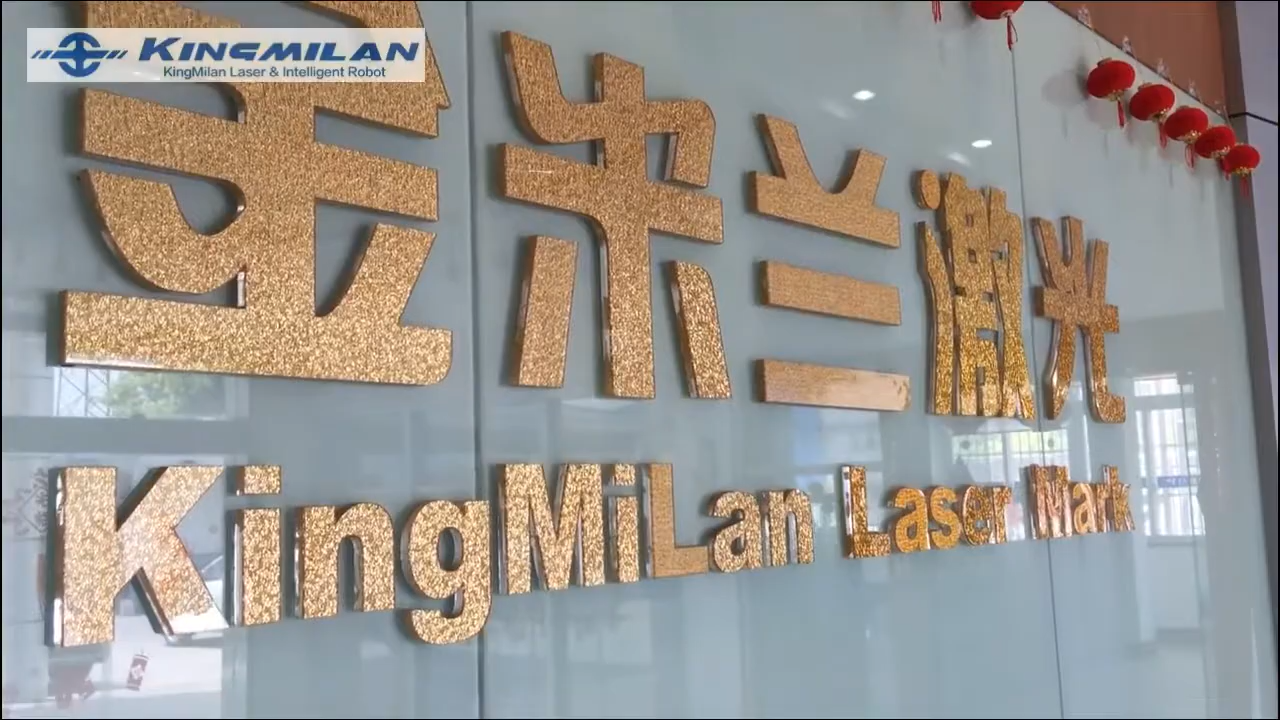 KINGMILAN
KingMilan Laser & Intelligent Robot
金米兰激光
KingMiLan Laser Mark